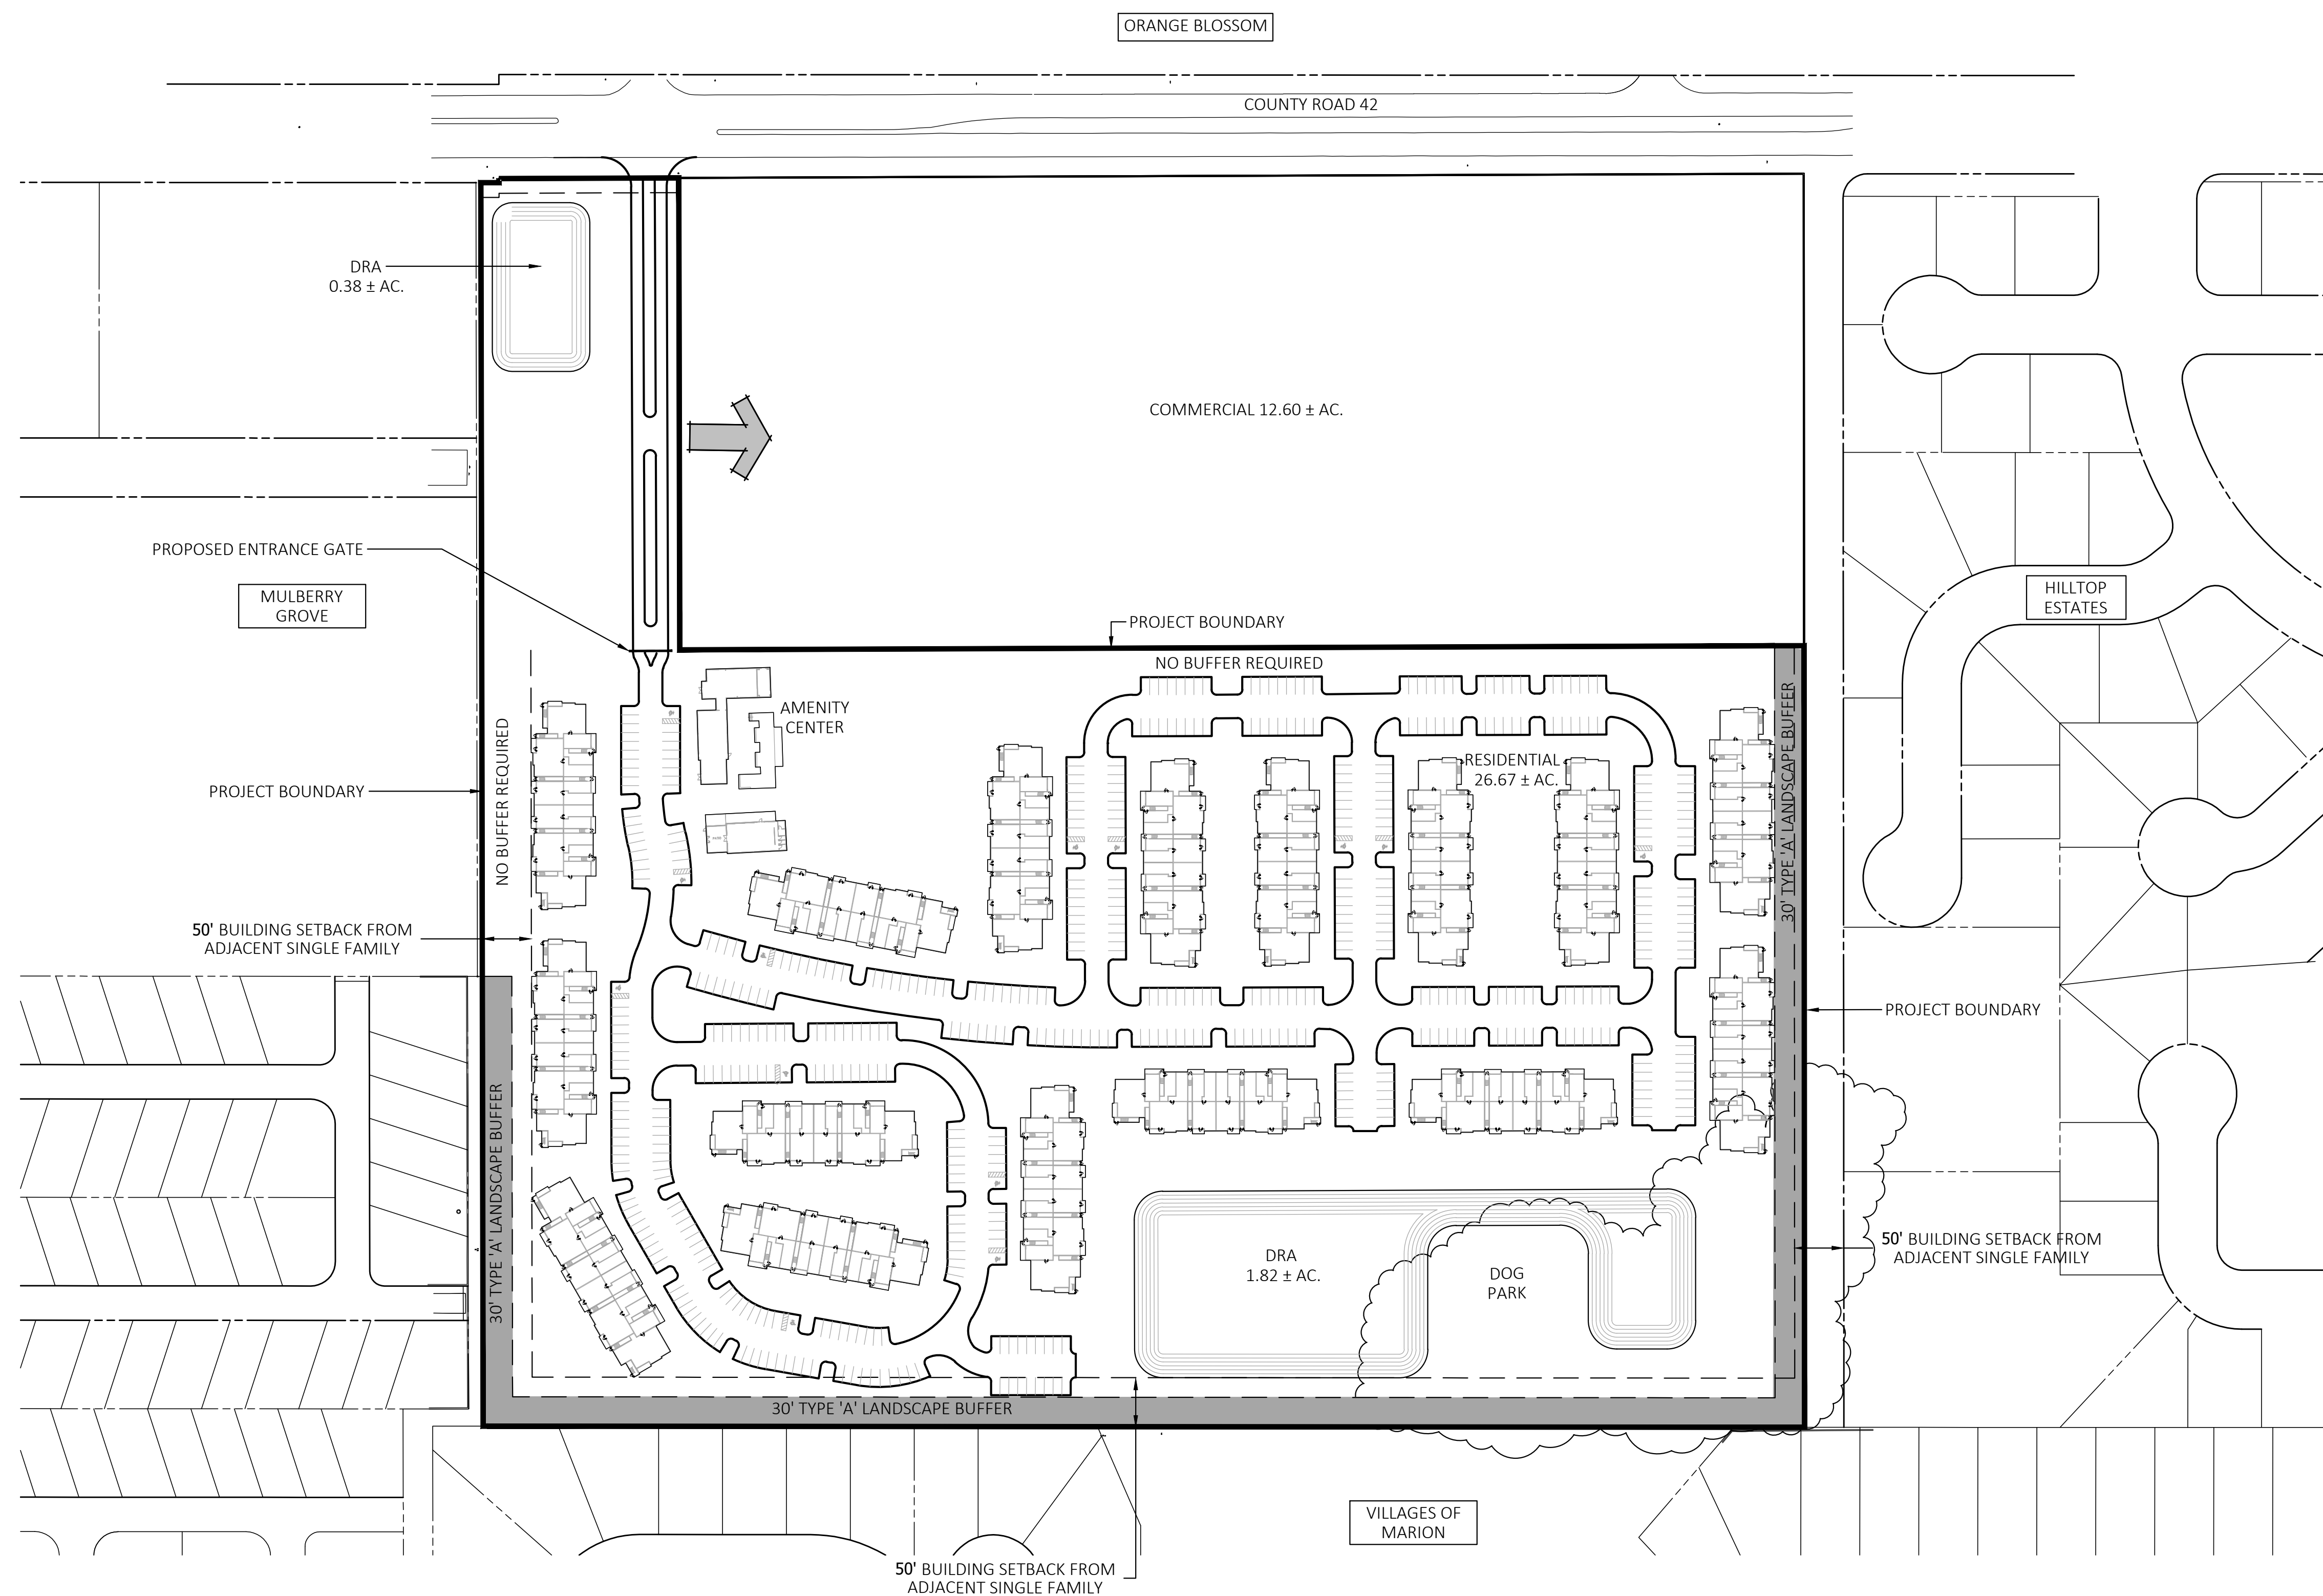 ORANGE BLOSSOM
COUNTY ROAD 42
DRA
0.38 ± AC.
COMMERCIAL 12.60 ± AC.
PROPOSED ENTRANCE GATE
MULBERRY
GROVE
HILLTOP
ESTATES
PROJECT BOUNDARY
NO BUFFER REQUIRED
AMENITY
CENTER
NO BUFFER REQUIRED
30' TYPE 'A' LANDSCAPE BUFFER
RESIDENTIAL
26.67 ± AC.
PROJECT BOUNDARY
50' BUILDING SETBACK FROM
ADJACENT SINGLE FAMILY
PROJECT BOUNDARY
30' TYPE 'A' LANDSCAPE BUFFER
50' BUILDING SETBACK FROM
ADJACENT SINGLE FAMILY
DRA
1.82 ± AC.
DOG
PARK
30' TYPE 'A' LANDSCAPE BUFFER
VILLAGES OF
MARION
50' BUILDING SETBACK FROM
ADJACENT SINGLE FAMILY